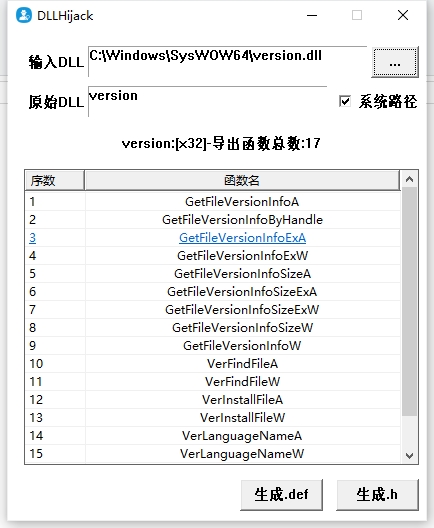 DLLHijack
输入DLL C:\Windows\SysWOW64\version.dll ...
原始DLL version 系统路径
version:[x32]-导出函数总数:17
序数 函数名
1 GetFileVersionInfoA
2 GetFileVersionInfoByHandle
3 GetFileVersionInfoExA
4 GetFileVersionInfoExW
5 GetFileVersionInfoSizeA
6 GetFileVersionInfoSizeExA
7 GetFileVersionInfoSizeExW
8 GetFileVersionInfoSizeW
9 GetFileVersionInfoW
10 VerFindFileA
11 VerFindFileW
12 VerInstallFileA
13 VerInstallFileW
14 VerLanguageNameA
15 VerLanguageNameW
生成.def 生成.h